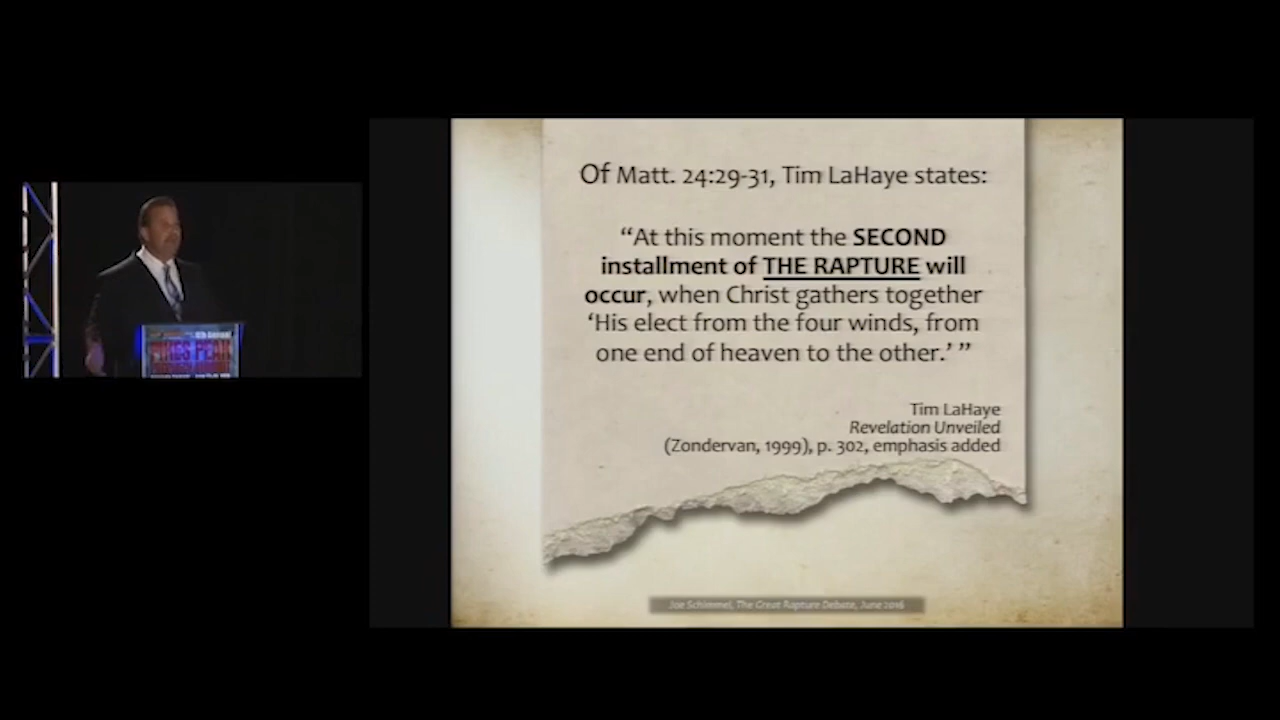 Of Matt. 24:29-31, Tim LaHaye states:
“At this moment the SECOND
installment of THE RAPTURE will
occur, when Christ gathers together
‘His elect from the four winds, from
one end of heaven to the other.’ ”
Tim LaHaye
Revelation Unveiled
(Zondervan, 1999), p. 302, emphasis added
Joe Schimmel, The Great Rapture Debate, June 2016
PIKES PEAK